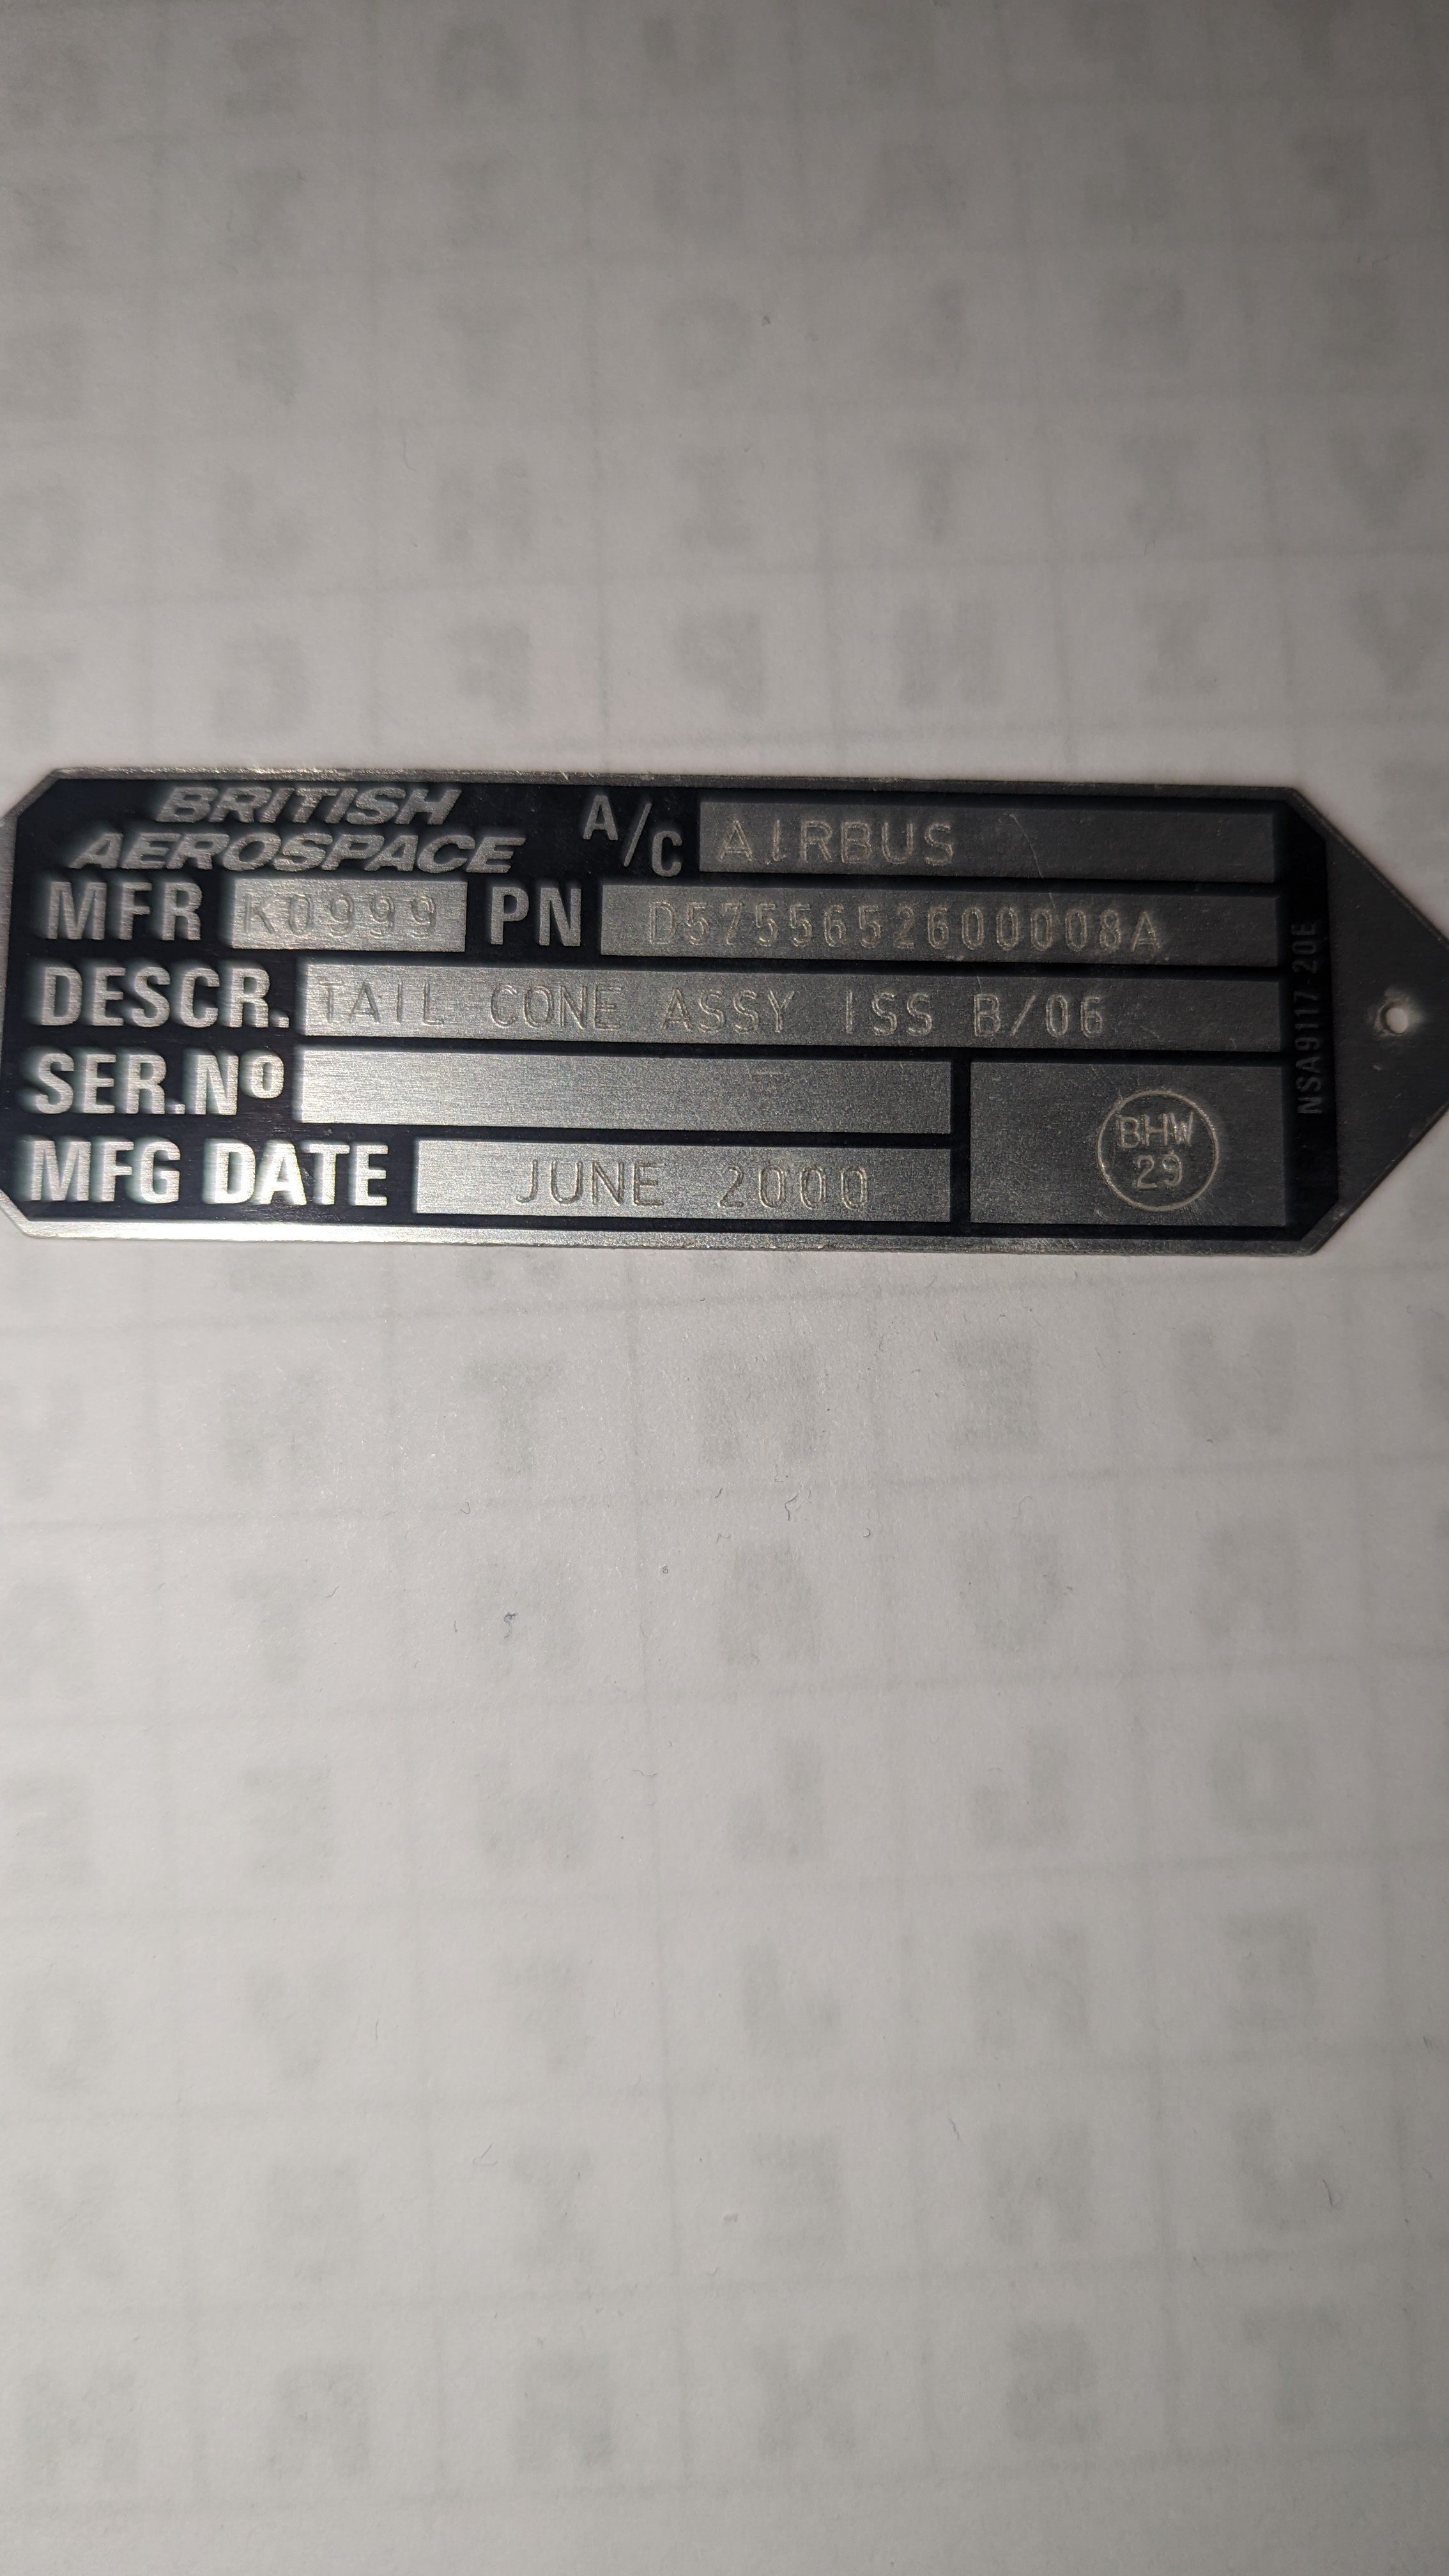 BRITISH
AEROSPACE
A/C AIRBUS
MFR K0999 PN D5755652600008A
DESCR. TAIL CONE ASSY ISS B/06
SER.Nº
MFG DATE JUNE 2000
BHW
29
NSA9117-20E